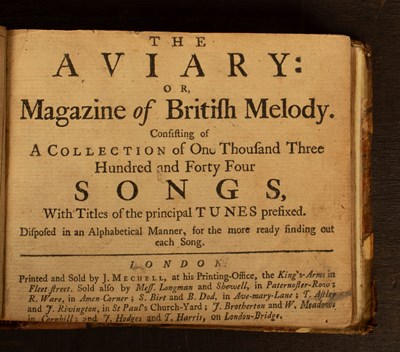 THE
AVIARY:
OR,
Magazine of Britiſh Melody.
Conſiſting of
A COLLECTION of One Thouſand Three
Hundred and Forty Four
SONGS,
With Titles of the principal TUNES prefixed.
Diſpoſed in an Alphabetical Manner, for the more ready finding out
each Song.
LONDON:
Printed and Sold by J. MECHELL, at his Printing-Office, the King's-Arms in
Fleet ſtreet. Sold alſo by Meſſ. Longman and Shewell, in Pater-noſter-Row;
R. Ware, in Amen-Corner; S. Birt and B. Dod, in Ave-mary-Lane; T. Aſtley
and J. Rivington, in St Paul's Church-Yard; J. Brotherton and W. Meadows
in Cornhill; and J. Hodges and T. Harris, on London-Bridge.